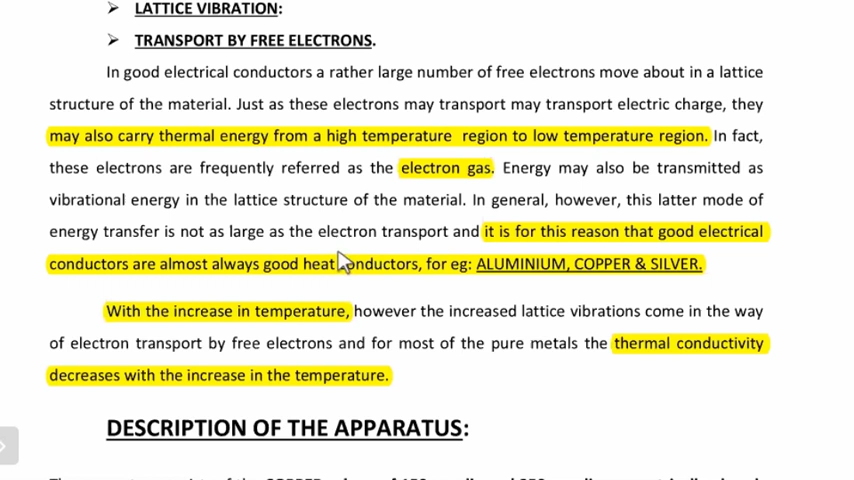 LATTICE VIBRATION:
TRANSPORT BY FREE ELECTRONS.
In good electrical conductors a rather large number of free electrons move about in a lattice
structure of the material. Just as these electrons may transport may transport electric charge, they
may also carry thermal energy from a high temperature region to low temperature region. In fact,
these electrons are frequently referred as the electron gas. Energy may also be transmitted as
vibrational energy in the lattice structure of the material. In general, however, this latter mode of
energy transfer is not as large as the electron transport and it is for this reason that good electrical
conductors are almost always good heat conductors, for eg: ALUMINIUM, COPPER & SILVER.
With the increase in temperature, however the increased lattice vibrations come in the way
of electron transport by free electrons and for most of the pure metals the thermal conductivity
decreases with the increase in the temperature.
DESCRIPTION OF THE APPARATUS: